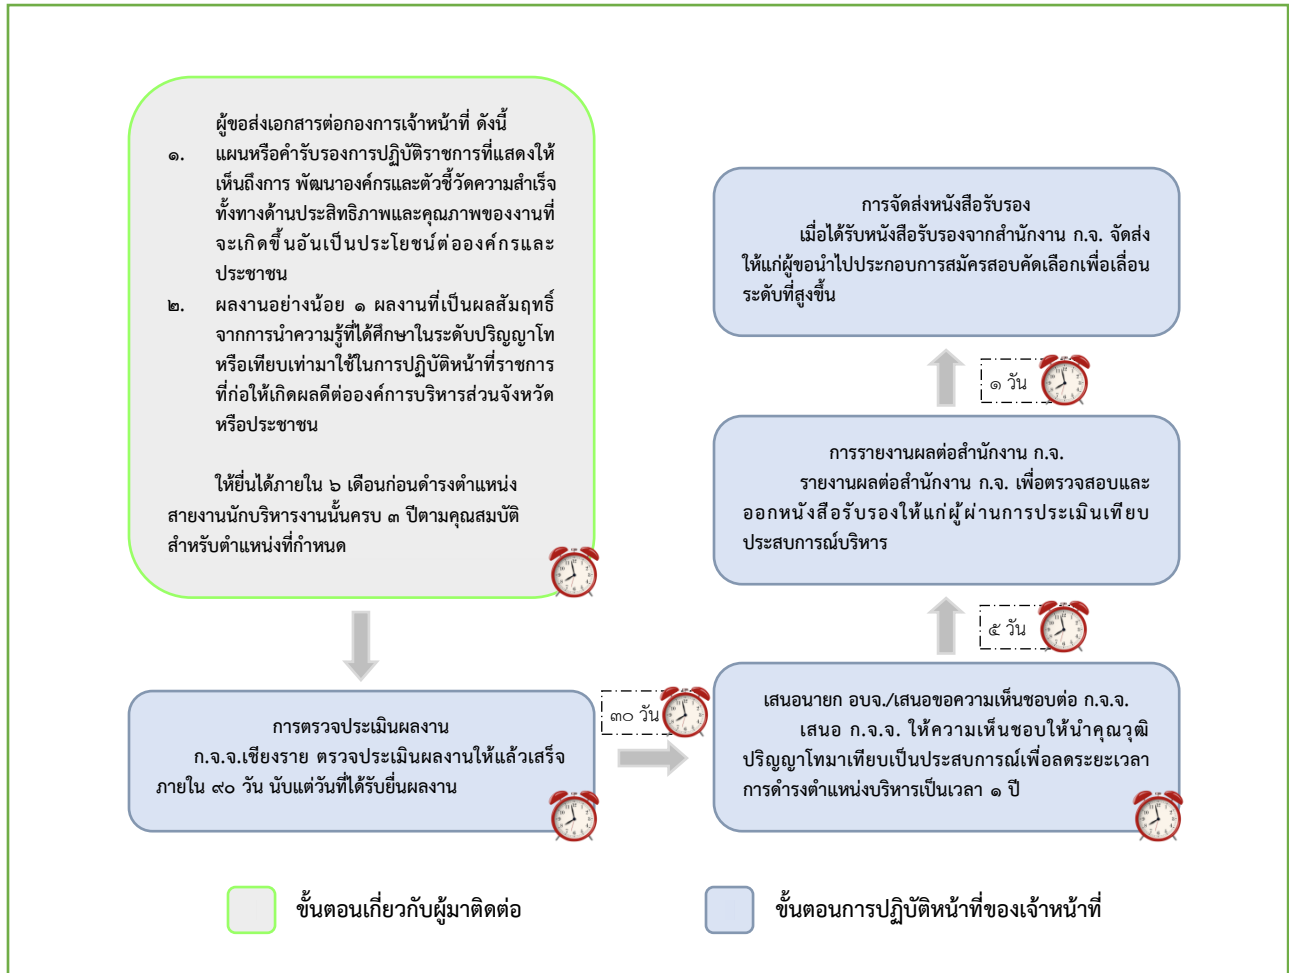 ผู้ขอส่งเอกสารต่อกองการเจ้าหน้าที่ ดังนี้
๑. แผนหรือคำรับรองการปฏิบัติราชการที่แสดงให้
เห็นถึงการ พัฒนาองค์กรและตัวชี้วัดความสำเร็จ
ทั้งทางด้านประสิทธิภาพและคุณภาพของงานที่
จะเกิดขึ้นอันเป็นประโยชน์ต่อองค์กรและ
ประชาชน
๒. ผลงานอย่างน้อย ๑ ผลงานที่เป็นผลสัมฤทธิ์
จากการนำความรู้ที่ได้ศึกษาในระดับปริญญาโท
หรือเทียบเท่ามาใช้ในการปฏิบัติหน้าที่ราชการ
ที่ก่อให้เกิดผลดีต่อองค์การบริหารส่วนจังหวัด
หรือประชาชน
ให้ยื่นได้ภายใน ๖ เดือนก่อนดำรงตำแหน่ง
สายงานนักบริหารงานนั้นครบ ๓ ปีตามคุณสมบัติ
สำหรับตำแหน่งที่กำหนด
การตรวจประเมินผลงาน
ก.จ.จ.เชียงราย ตรวจประเมินผลงานให้แล้วเสร็จ
ภายใน ๙๐ วัน นับแต่วันที่ได้รับยื่นผลงาน
๓๐ วัน
เสนอนายก อบจ./เสนอขอความเห็นชอบต่อ ก.จ.จ.
เสนอ ก.จ.จ. ให้ความเห็นชอบให้นำคุณวุฒิ
ปริญญาโทมาเทียบเป็นประสบการณ์เพื่อลดระยะเวลา
การดำรงตำแหน่งบริหารเป็นเวลา ๑ ปี
๕ วัน
การรายงานผลต่อสำนักงาน ก.จ.
รายงานผลต่อสำนักงาน ก.จ. เพื่อตรวจสอบและ
ออกหนังสือรับรองให้แก่ผู้ผ่านการประเมินเทียบ
ประสบการณ์บริหาร
๑ วัน
การจัดส่งหนังสือรับรอง
เมื่อได้รับหนังสือรับรองจากสำนักงาน ก.จ. จัดส่ง
ให้แก่ผู้ขอนำไปประกอบการสมัครสอบคัดเลือกเพื่อเลื่อน
ระดับที่สูงขึ้น
ขั้นตอนเกี่ยวกับผู้มาติดต่อ
ขั้นตอนการปฏิบัติหน้าที่ของเจ้าหน้าที่